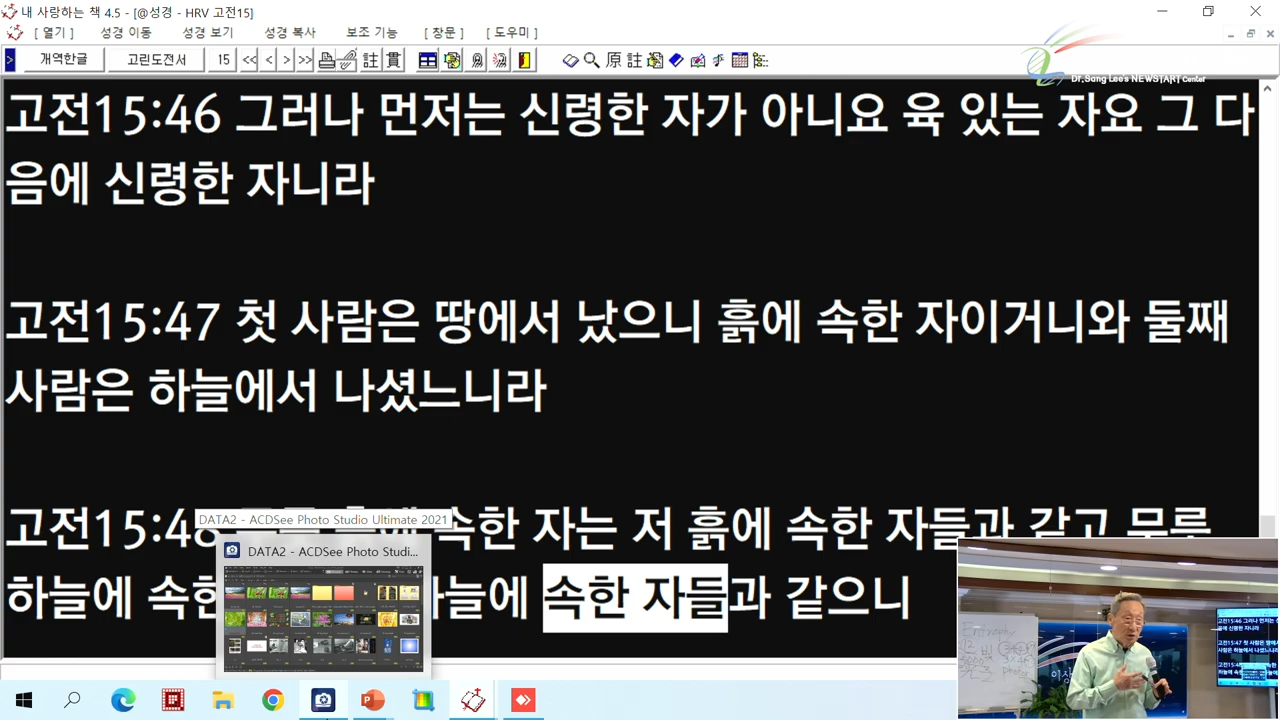 내 사랑하는 책 4.5 - [@성경 - HRV 고전15]
[ 열기 ] 성경 이동 성경 보기 성경 복사 보조 기능 [ 창문 ] [ 도우미 ]
개역한글 고린도전서 15 << < > >> 註 貫 原 註
Dr.Sang Lee's NEWSTART Center
고전15:46 그러나 먼저는 신령한 자가 아니요 육 있는 자요 그 다
음에 신령한 자니라
고전15:47 첫 사람은 땅에서 났으니 흙에 속한 자이거니와 둘째
사람은 하늘에서 나셨느니라
고전15:48 속한 자는 저 흙에 속한 자들과 같고 무릇
DATA2 - ACDSee Photo Studio Ultimate 2021
DATA2 - ACDSee Photo Studi...
하늘에 속한 하늘에 속한 자들과 같으니
Entropy